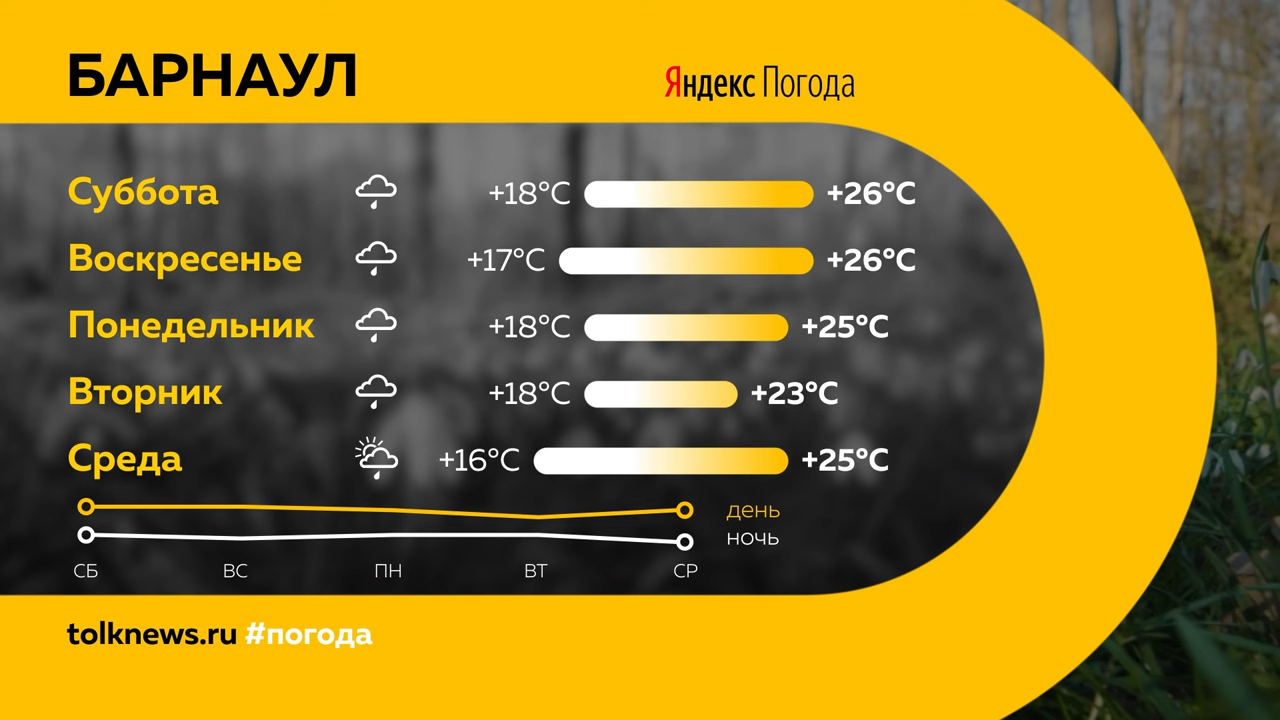 БАРНАУЛ
Яндекс Погода
Суббота +18°C +26°C
Воскресенье +17°C +26°C
Понедельник +18°C +25°C
Вторник +18°C +23°C
Среда +16°C +25°C
день
ночь
СБ ВС ПН ВТ СР
tolknews.ru #погода